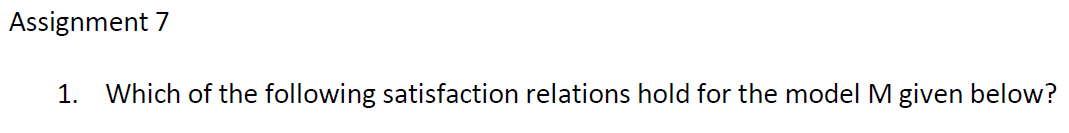 Assignment 7
1. Which of the following satisfaction relations hold for the model M given below?